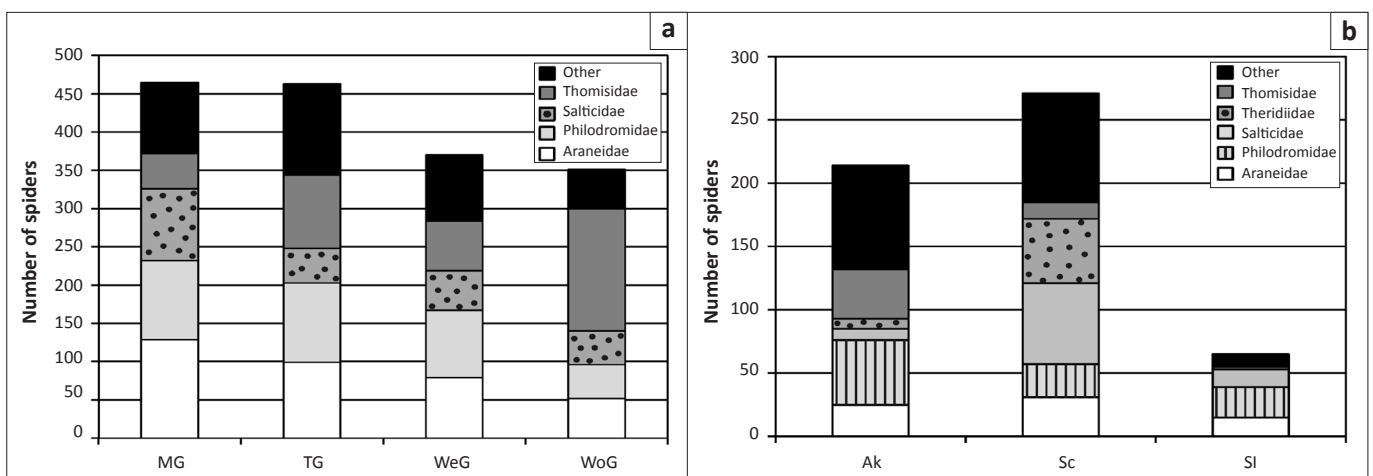 a
500
450
400
350
300
250
200
150
100
50
0
Number of spiders
Other
Thomisidae
Salticidae
Philodromidae
Araneidae
MG TG WeG WoG
b
300
250
200
150
100
50
0
Number of spiders
Other
Thomisidae
Theridiidae
Salticidae
Philodromidae
Araneidae
Ak Sc SI